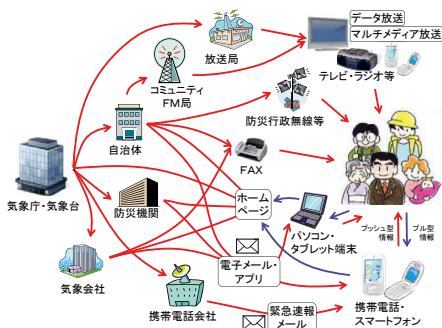 データ放送
マルチメディア放送
放送局
テレビ・ラジオ等
コミュニティ
FM局
防災行政無線等
自治体
FAX
気象庁・気象台
防災機関
ホーム
ページ
パソコン・
タブレット端末
プッシュ型
情報
プル型
情報
気象会社
電子メール・
アプリ
携帯電話会社
緊急速報
メール
携帯電話・
スマートフォン